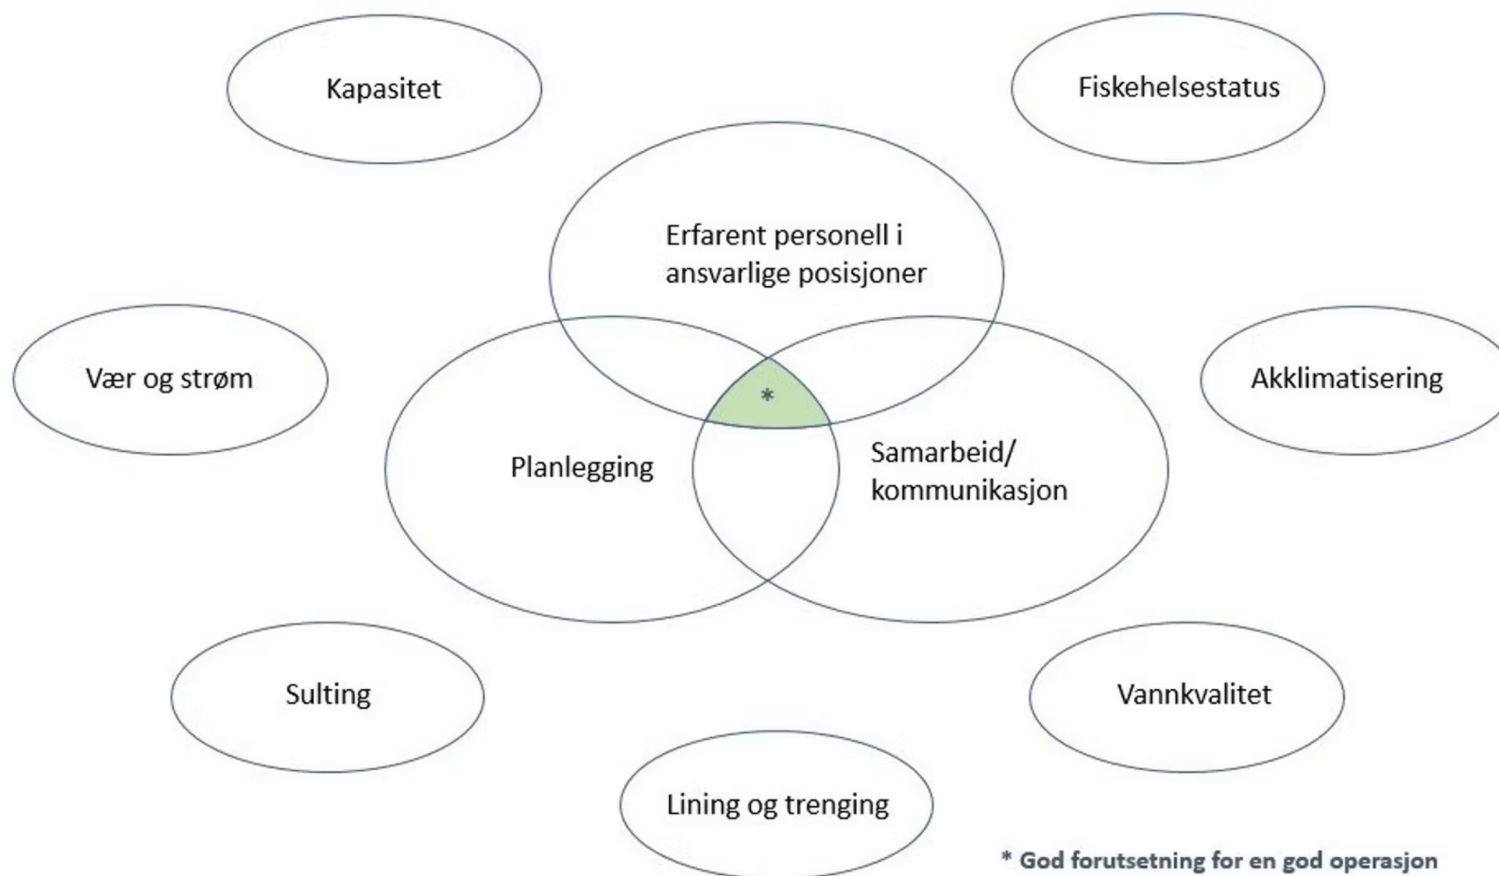 Kapasitet
Fiskehelsestatus
Erfarent personell i
ansvarlige posisjoner
Vær og strøm
*
Akklimatisering
Planlegging
Samarbeid/
kommunikasjon
Sulting
Vannkvalitet
Lining og trenging
* God forutsetning for en god operasjon